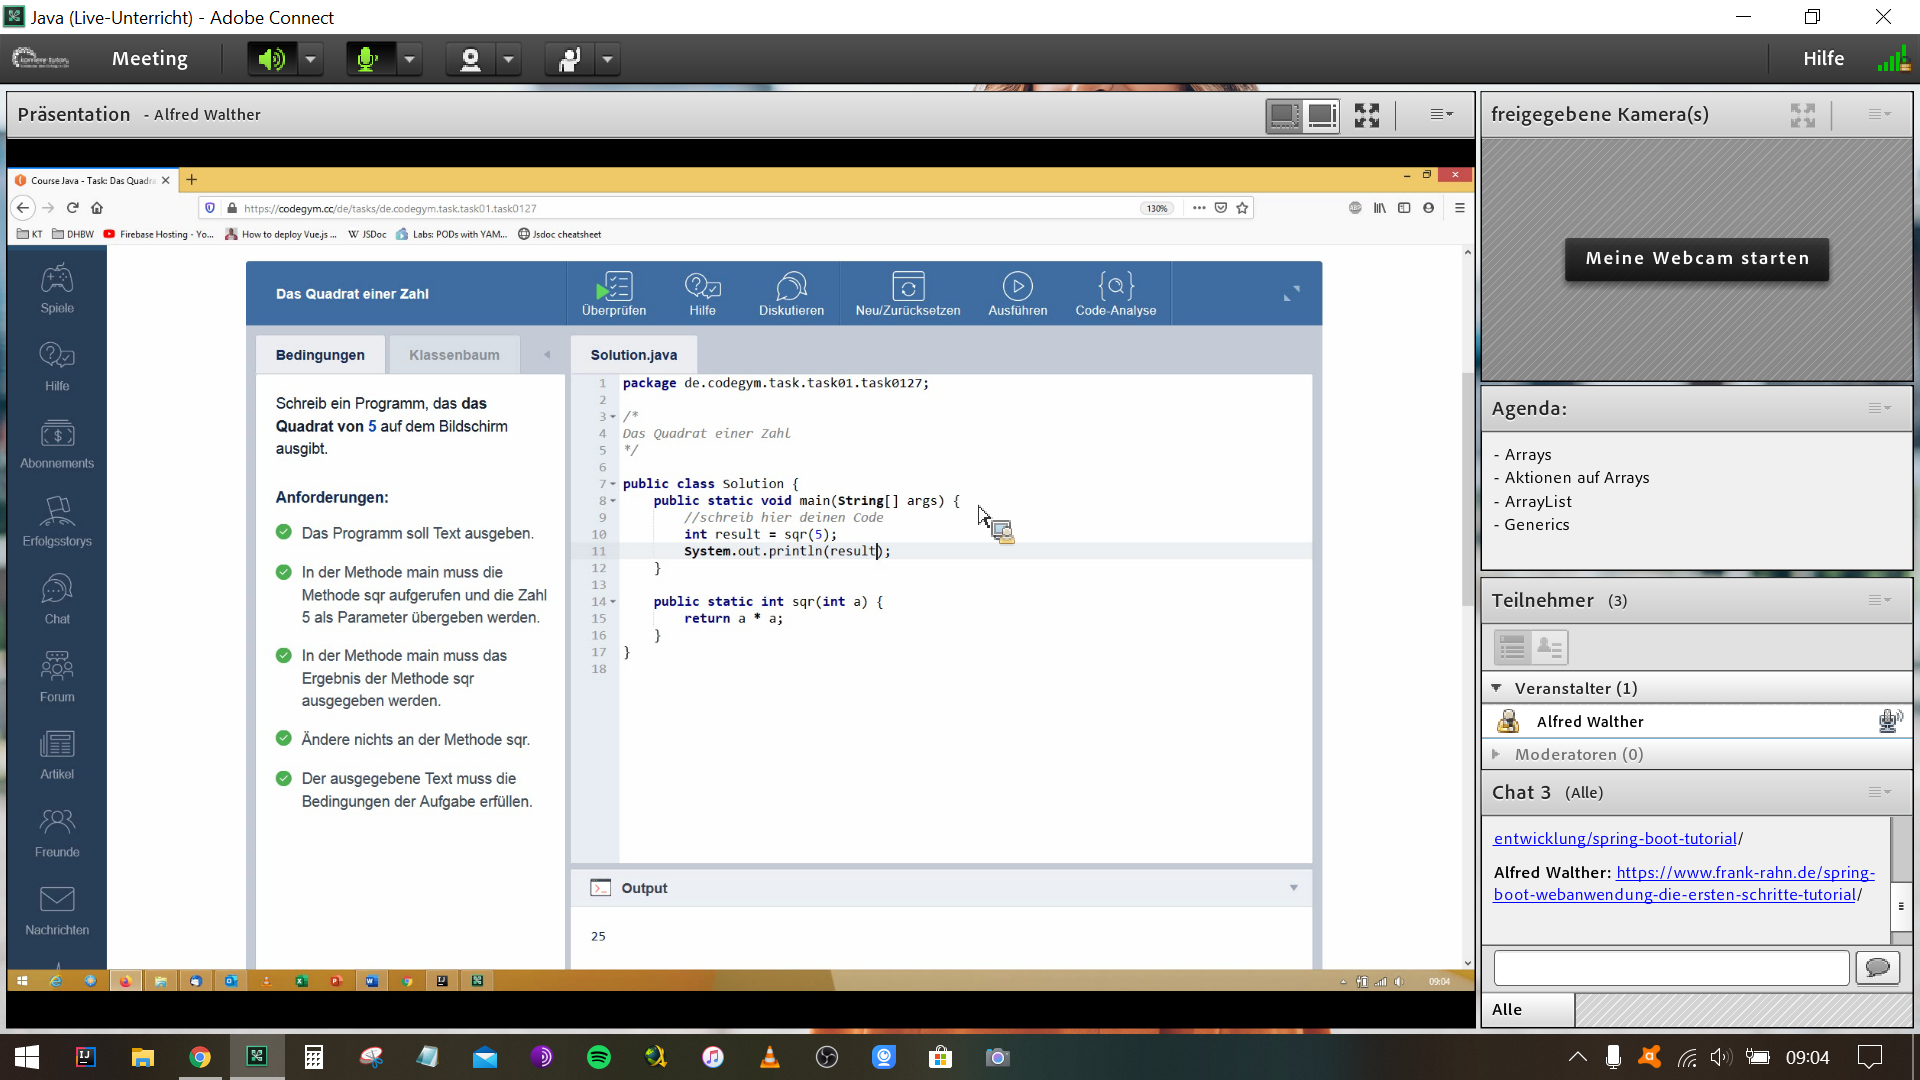 Java (Live-Unterricht) - Adobe Connect
Meeting
Hilfe
Präsentation - Alfred Walther
Course Java - Task: Das Quadra
https://codegym.cc/de/tasks/de.codegym.task.task01.task0127
130%
KT
DHBW
Firebase Hosting - Yo...
How to deploy Vue.js ...
JSDoc
Labs: PODs with YAM...
Jsdoc cheatsheet
Spiele
Hilfe
Abonnements
Erfolgsstorys
Chat
Forum
Artikel
Freunde
Nachrichten
Das Quadrat einer Zahl
Überprüfen
Hilfe
Diskutieren
Neu/Zurücksetzen
Ausführen
Code-Analyse
Bedingungen
Klassenbaum
Schreib ein Programm, das das
Quadrat von 5 auf dem Bildschirm
ausgibt.
Anforderungen:
Das Programm soll Text ausgeben.
In der Methode main muss die
Methode sqr aufgerufen und die Zahl
5 als Parameter übergeben werden.
In der Methode main muss das
Ergebnis der Methode sqr
ausgegeben werden.
Ändere nichts an der Methode sqr.
Der ausgegebene Text muss die
Bedingungen der Aufgabe erfüllen.
Solution.java
1 package de.codegym.task.task01.task0127;
2
3 /*
4 Das Quadrat einer Zahl
5 */
6
7 public class Solution {
8 public static void main(String[] args) {
9 //schreib hier deinen Code
10 int result = sqr(5);
11 System.out.println(result);
12 }
13
14 public static int sqr(int a) {
15 return a * a;
16 }
17 }
18
Output
25
09:04
freigegebene Kamera(s)
Meine Webcam starten
Agenda:
- Arrays
- Aktionen auf Arrays
- ArrayList
- Generics
Teilnehmer (3)
Veranstalter (1)
Alfred Walther
Moderatoren (0)
Chat 3 (Alle)
entwicklung/spring-boot-tutorial/
Alfred Walther: https://www.frank-rahn.de/spring-
boot-webanwendung-die-ersten-schritte-tutorial/
Alle
09:04